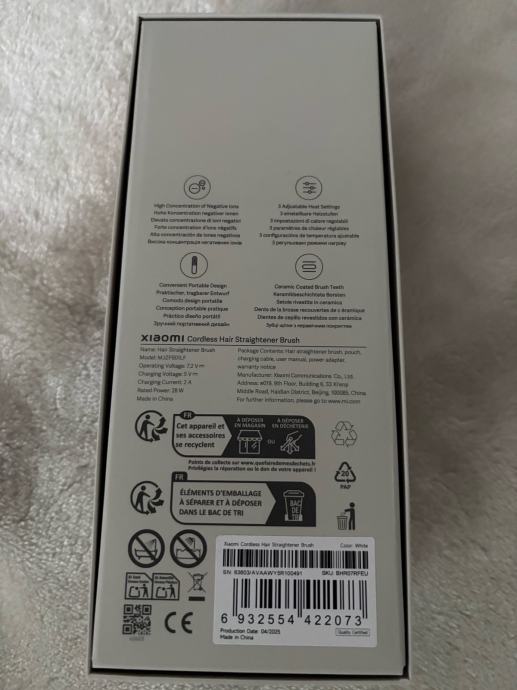 High Concentration of Negative Ions
Hohe Konzentration negativer Ionen
Elevata concentrazione di ioni negativi
Forte concentration d'ions négatifs
Alta concentración de iones negativos
Висока концентрація негативних іонів
3 Adjustable Heat Settings
3 einstellbare Heizstufen
3 impostazioni di calore regolabili
3 paramètres de chaleur réglables
3 configuraciones de temperatura ajustable
3 регульовані режими нагріву
Convenient Portable Design
Praktischer, tragbarer Entwurf
Comodo design portatile
Conception portable pratique
Práctico diseño portátil
Зручний портативний дизайн
Ceramic Coated Brush Teeth
Keramikbeschichtete Borsten
Setole rivestite in ceramica
Dents de la brosse recouvertes de céramique
Dientes de cepillo revestidos con cerámica
Зубці щітки з керамічним покриттям
xiaomi Cordless Hair Straightener Brush
Name: Hair Straightener Brush
Operating Voltage: 7.2 V
Charging Voltage: 5 V
Charging Current: 2 A
Rated Power: 28 W
Made in China
Package Contents: Hair straightener brush, pouch,
charging cable, user manual, power adapter,
warranty notice
Manufacturer: Xiaomi Communications Co., Ltd.
Address: #019, 9th Floor, Building 6, 33 Xi'erqi
Middle Road, Haidian District, Beijing, 100085, China
For further information, please go to www.mi.com
FR
Cet appareil et
ses accessoires
se recyclent
À DÉPOSER
EN MAGASIN
OU
À DÉPOSER
EN DÉCHÈTERIE
Points de collecte sur www.quefairedemesdechets.fr
Privilégiez la réparation ou le don de votre appareil !
FR
ÉLÉMENTS D'EMBALLAGE
À SÉPARER ET À DÉPOSER
DANS LE BAC DE TRI
BAC
DE
TRI
20
PAP
CE
Xiaomi Cordless Hair Straightener Brush
Color: White
SN: 63603/AVAAWY5R100491
SKU: BHR07RFEU
6 932554 422073
Production Date: 04/2025
Made in China
Quality Certified